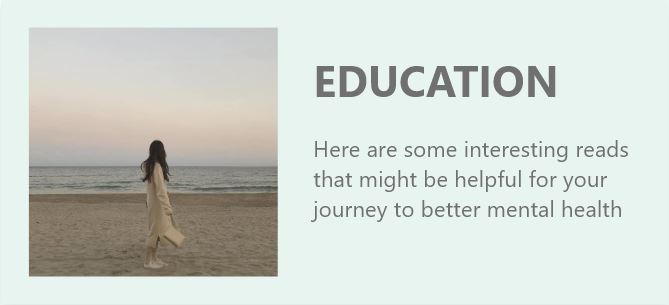 EDUCATION
Here are some interesting reads
that might be helpful for your
journey to better mental health